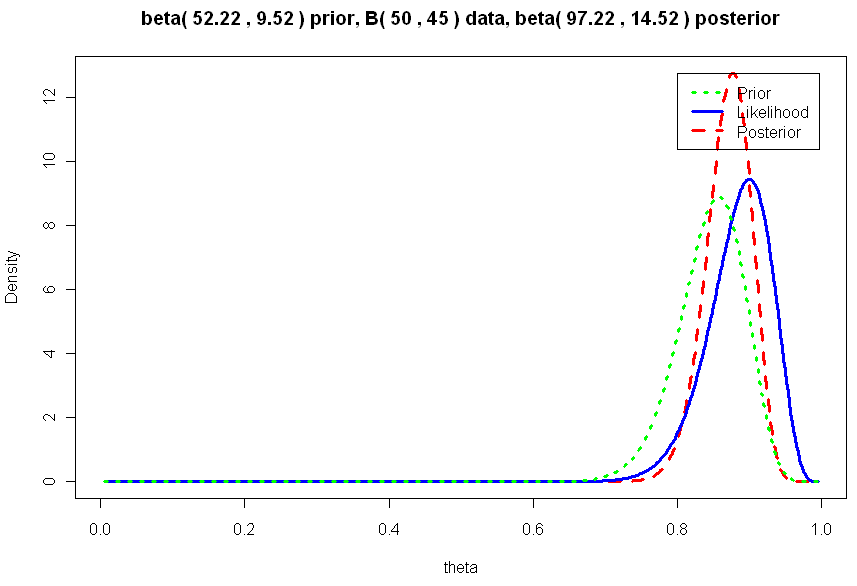 beta( 52.22 , 9.52 ) prior, B( 50 , 45 ) data, beta( 97.22 , 14.52 ) posterior
Prior
Likelihood
Posterior
Density
12
10
8
6
4
2
0
0.0 0.2 0.4 0.6 0.8 1.0
theta